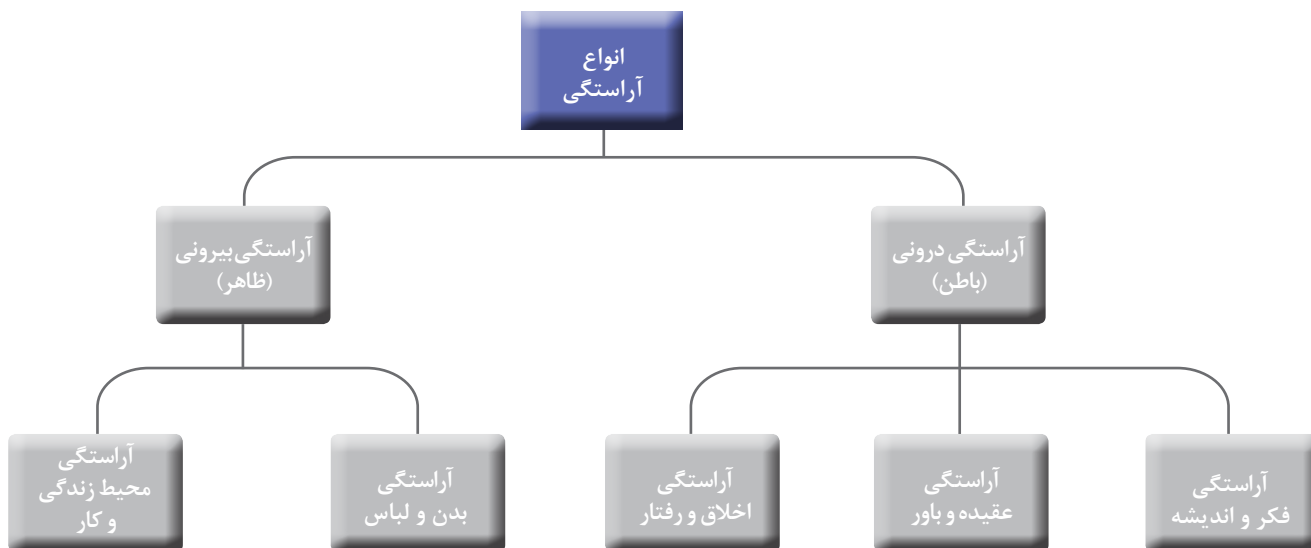 انواع
آراستگی
آراستگی درونی
(باطن)
آراستگی بیرونی
(ظاهر)
آراستگی
فکر و اندیشه
آراستگی
عقیده و باور
آراستگی
اخلاق و رفتار
آراستگی
بدن و لباس
آراستگی
محیط زندگی
و کار